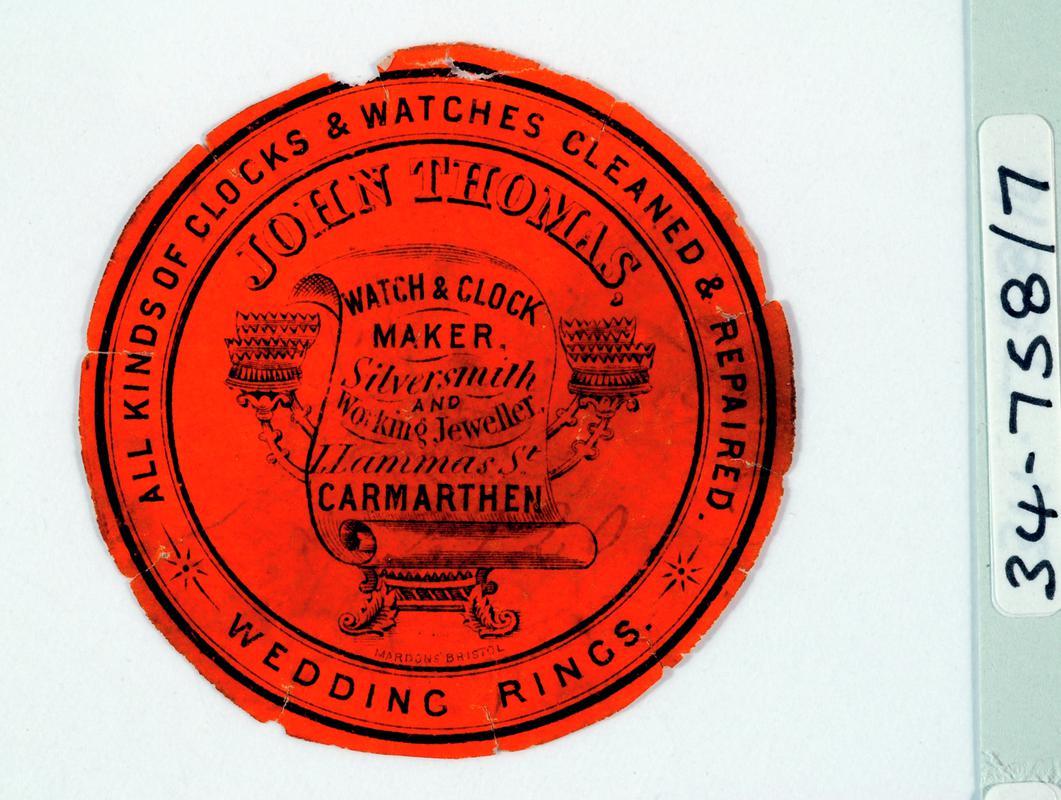 ALL KINDS OF CLOCKS & WATCHES CLEANED & REPAIRED.
JOHN THOMAS,
WATCH & CLOCK
MAKER,
Silversmith
AND
Working Jeweller,
Llammas St
CARMARTHEN
MARDONS' BRISTOL
WEDDING RINGS.
34-758/7